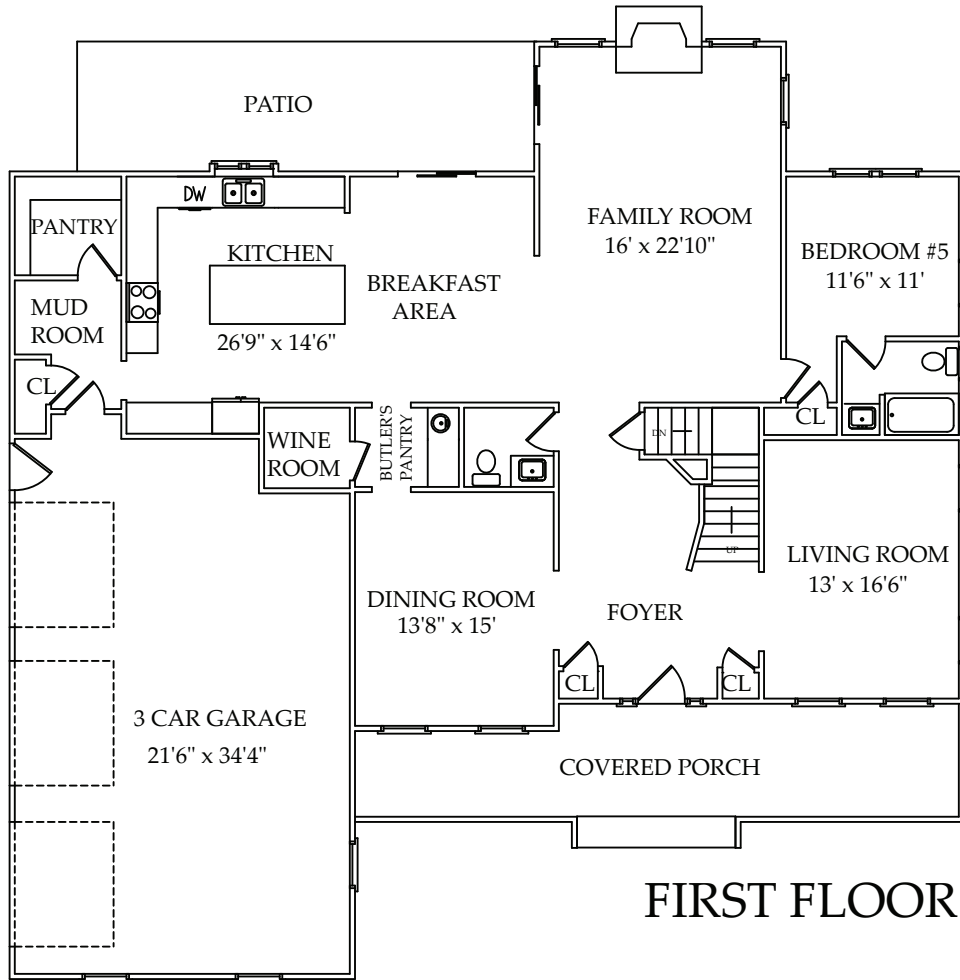 PATIO
DW
PANTRY
KITCHEN
FAMILY ROOM
16' x 22'10"
BEDROOM #5
11'6" x 11'
BREAKFAST
AREA
MUD
ROOM
26'9" x 14'6"
CL
CL
WINE
ROOM
BUTLER'S
PANTRY
DN
UP
LIVING ROOM
13' x 16'6"
DINING ROOM
13'8" x 15'
FOYER
CL
CL
3 CAR GARAGE
21'6" x 34'4"
COVERED PORCH
FIRST FLOOR